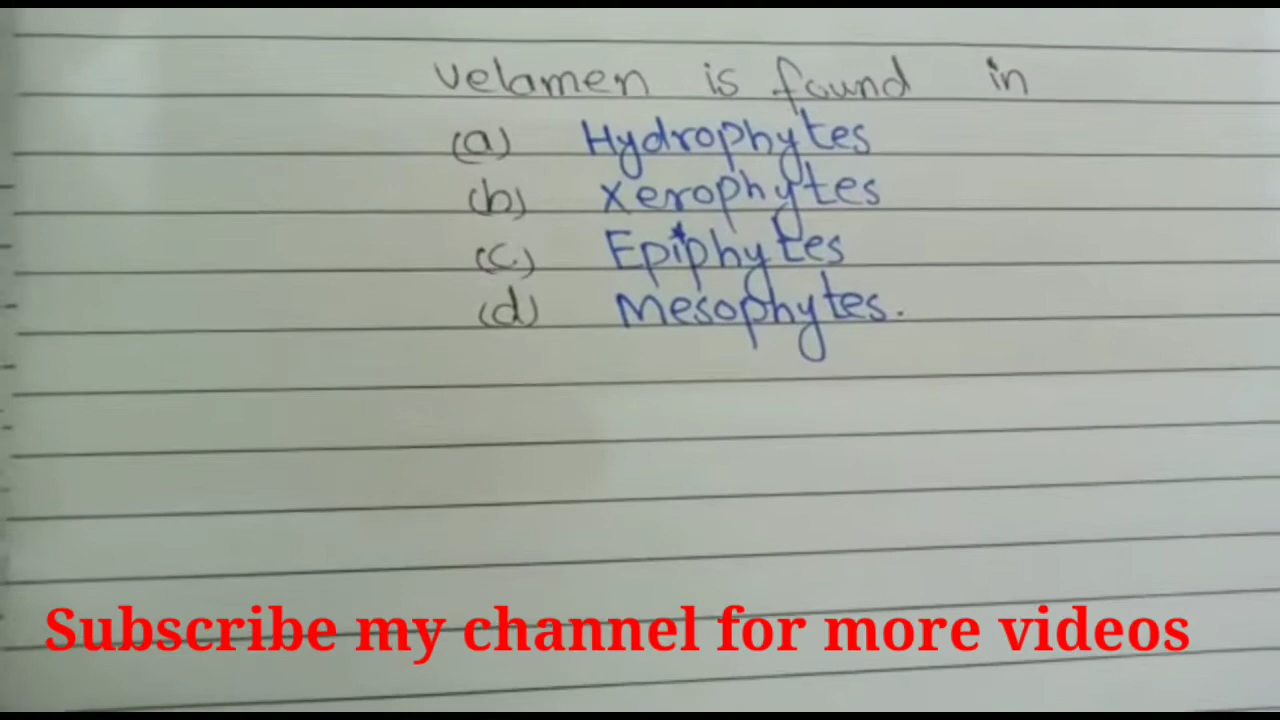 velamen is found in
(a) Hydrophytes
(b) Xerophytes
(c) Epiphytes
(d) Mesophytes.
Subscribe my channel for more videos